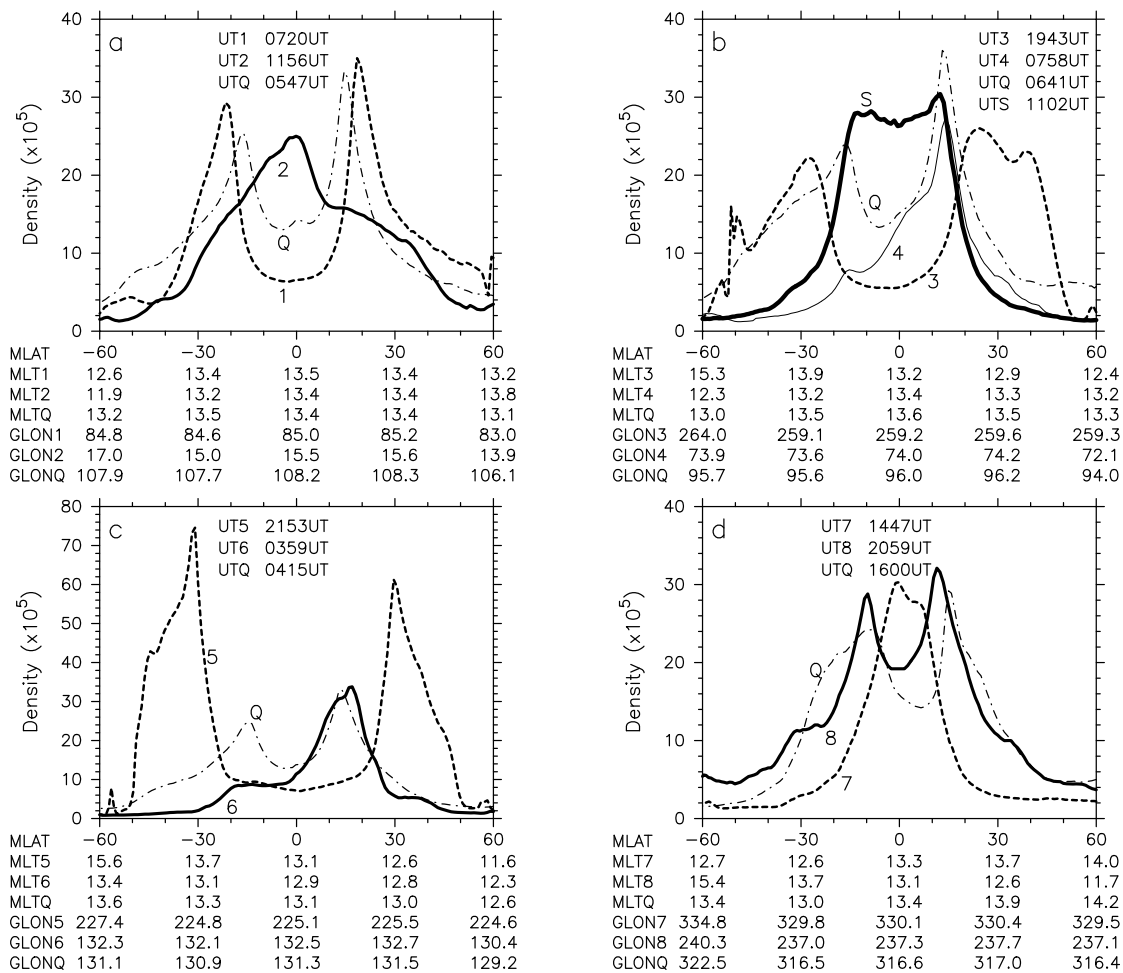 a
UT1 0720UT
UT2 1156UT
UTQ 0547UT
40
30
20
10
0
Density (x10⁵)
2
Q
1
MLAT −60 −30 0 30 60
MLT1 12.6 13.4 13.5 13.4 13.2
MLT2 11.9 13.2 13.4 13.4 13.8
MLTQ 13.2 13.5 13.4 13.4 13.1
GLON1 84.8 84.6 85.0 85.2 83.0
GLON2 17.0 15.0 15.5 15.6 13.9
GLONQ 107.9 107.7 108.2 108.3 106.1
b
UT3 1943UT
UT4 0758UT
UTQ 0641UT
UTS 1102UT
40
30
20
10
0
Density (x10⁵)
S
Q
4
3
MLAT −60 −30 0 30 60
MLT3 15.3 13.9 13.2 12.9 12.4
MLT4 12.3 13.2 13.4 13.3 13.2
MLTQ 13.0 13.5 13.6 13.5 13.3
GLON3 264.0 259.1 259.2 259.6 259.3
GLON4 73.9 73.6 74.0 74.2 72.1
GLONQ 95.7 95.6 96.0 96.2 94.0
c
UT5 2153UT
UT6 0359UT
UTQ 0415UT
80
70
60
50
40
30
20
10
0
Density (x10⁵)
5
Q
6
MLAT −60 −30 0 30 60
MLT5 15.6 13.7 13.1 12.6 11.6
MLT6 13.4 13.1 12.9 12.8 12.3
MLTQ 13.6 13.3 13.1 13.0 12.6
GLON5 227.4 224.8 225.1 225.5 224.6
GLON6 132.3 132.1 132.5 132.7 130.4
GLONQ 131.1 130.9 131.3 131.5 129.2
d
UT7 1447UT
UT8 2059UT
UTQ 1600UT
40
30
20
10
0
Density (x10⁵)
Q
8
7
MLAT −60 −30 0 30 60
MLT7 12.7 12.6 13.3 13.7 14.0
MLT8 15.4 13.7 13.1 12.6 11.7
MLTQ 13.4 13.0 13.4 13.9 14.2
GLON7 334.8 329.8 330.1 330.4 329.5
GLON8 240.3 237.0 237.3 237.7 237.1
GLONQ 322.5 316.5 316.6 317.0 316.4